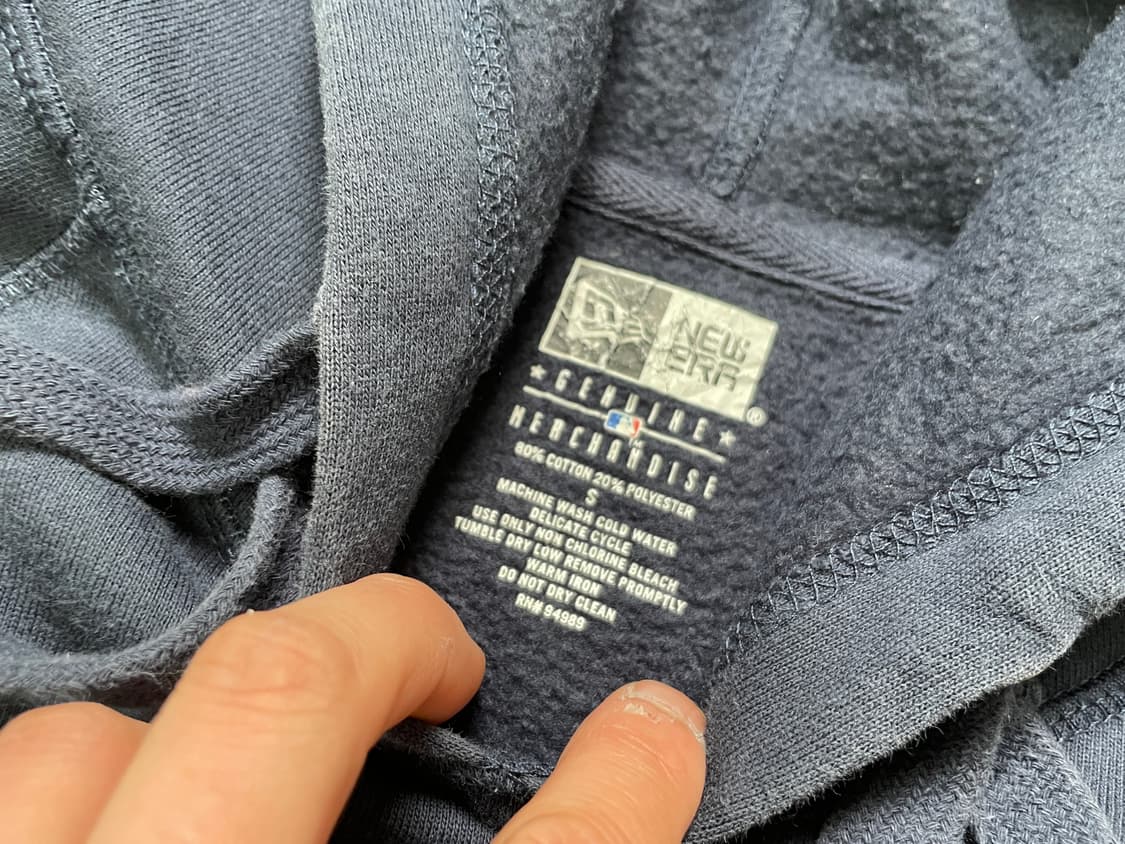 NEW
ERA
®
★ GENUINE ★
MERCHANDISE
80% COTTON 20% POLYESTER
S
MACHINE WASH COLD WATER
DELICATE CYCLE
USE ONLY NON CHLORINE BLEACH
TUMBLE DRY LOW REMOVE PROMPTLY
WARM IRON
DO NOT DRY CLEAN
RN# 94989